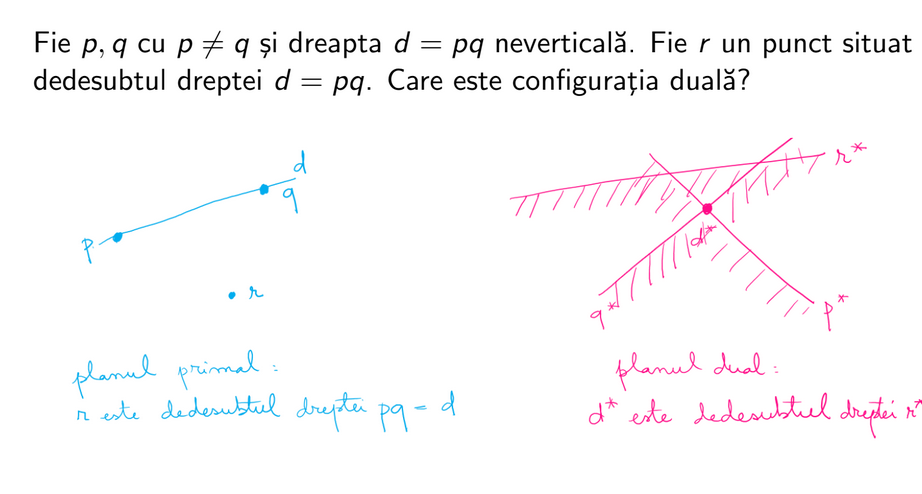 Fie p, q cu p ≠ q și dreapta d = pq neverticală. Fie r un punct situat
dedesubtul dreptei d = pq. Care este configurația duală?
d
q
p
r
r*
d*
q*
p*
planul primal :
r este dedesubtul dreptei pq = d
planul dual :
d* este dedesubtul dreptei r*